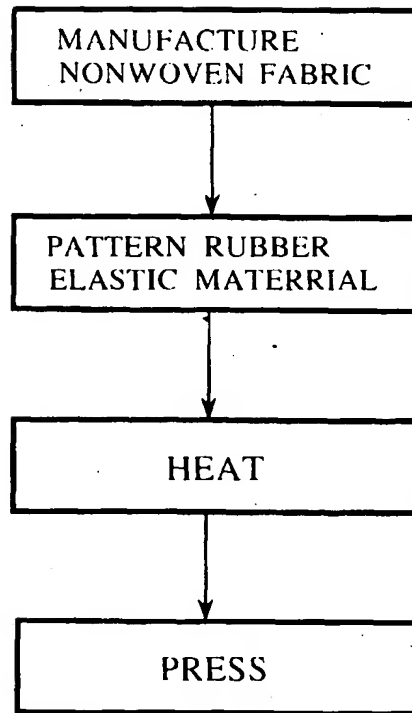 MANUFACTURE
NONWOVEN FABRIC
PATTERN RUBBER
ELASTIC MATERRIAL
HEAT
PRESS